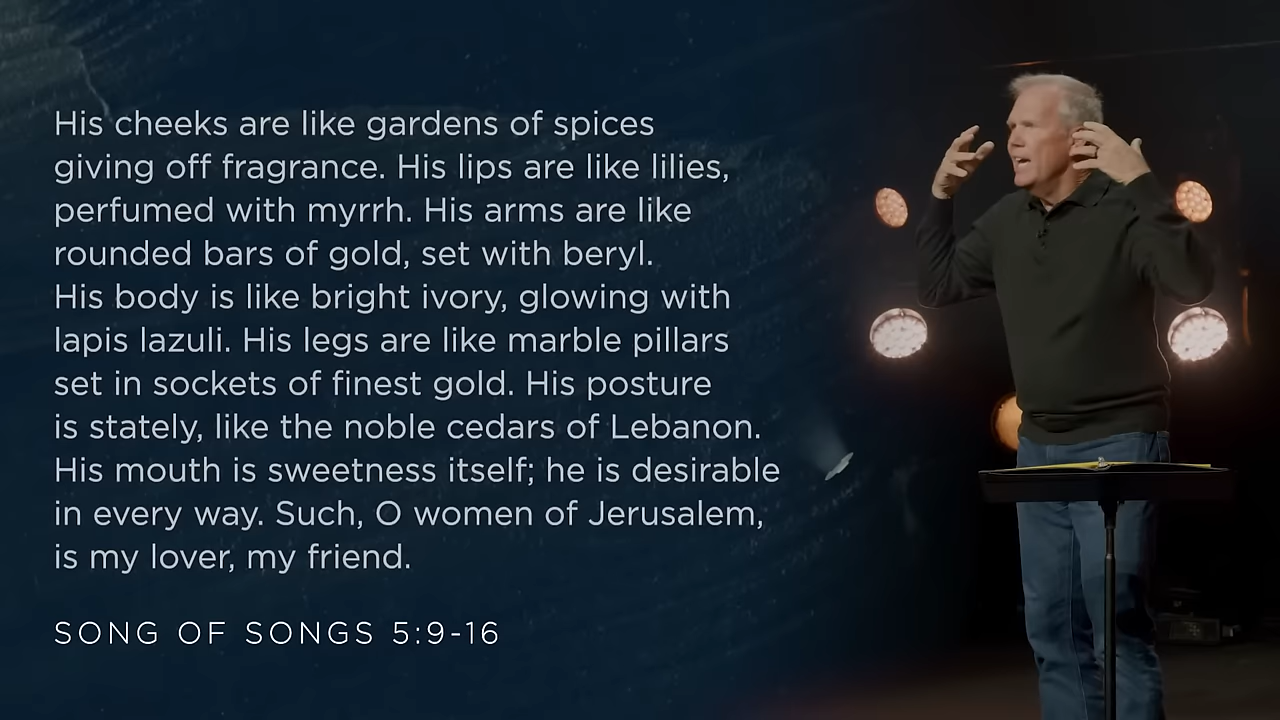 His cheeks are like gardens of spices
giving off fragrance. His lips are like lilies,
perfumed with myrrh. His arms are like
rounded bars of gold, set with beryl.
His body is like bright ivory, glowing with
lapis lazuli. His legs are like marble pillars
set in sockets of finest gold. His posture
is stately, like the noble cedars of Lebanon.
His mouth is sweetness itself; he is desirable
in every way. Such, O women of Jerusalem,
is my lover, my friend.
SONG OF SONGS 5:9-16